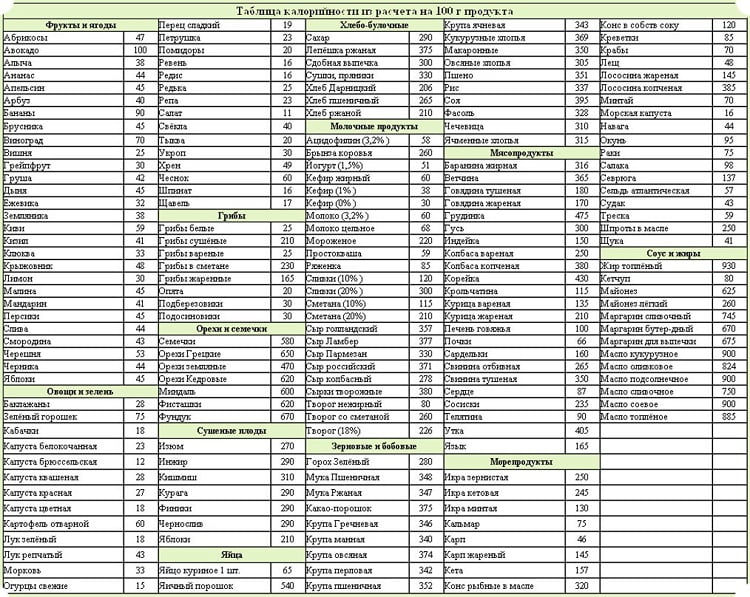 Таблица калорийности из расчета на 100 г продукта
Фрукты и ягоды
Абрикосы 47
Авокадо 100
Алыча 38
Ананас 44
Апельсин 45
Арбуз 40
Бананы 90
Брусника 45
Виноград 70
Вишня 25
Грейпфрут 30
Груша 42
Дыня 45
Ежевика 32
Земляника 38
Киви 59
Кизил 41
Клюква 33
Крыжовник 48
Лимон 30
Малина 45
Мандарин 41
Персики 45
Слива 44
Смородина 43
Черешня 53
Черника 44
Яблоки 45
Овощи и зелень
Баклажаны 28
Зелёный горошек 75
Кабачки 18
Капуста белокочанная 23
Капуста брюссельская 12
Капуста квашеная 28
Капуста красная 27
Капуста цветная 18
Картофель отварной 60
Лук зелёный 18
Лук репчатый 43
Морковь 33
Огурцы свежие 15
Перец сладкий 19
Петрушка 23
Помидоры 20
Ревень 16
Редис 16
Редька 25
Репа 23
Салат 11
Свёкла 40
Тыква 20
Укроп 30
Хрен 49
Чеснок 60
Шпинат 16
Щавель 17
Грибы
Грибы белые 25
Грибы сушёные 210
Грибы вареные 25
Грибы в сметане 230
Грибы жаренные 165
Опята 20
Подберезовики 30
Подосиновики 30
Орехи и семечки
Семечки 580
Орехи Грецкие 650
Орехи земляные 470
Орехи Кедровые 620
Миндаль 600
Фисташки 620
Фундук 670
Сушеные плоды
Изюм 270
Инжир 290
Кишмиш 310
Курага 290
Финики 290
Чернослив 290
Яблоки 210
Яйца
Яйцо куриное 1 шт. 65
Яичный порошок 540
Хлебо-булочные
Сахар 290
Лепёшка ржаная 375
Сдобная выпечка 300
Сушки, пряники 330
Хлеб Дарницкий 206
Хлеб пшеничный 265
Хлеб ржаной 210
Молочные продукты
Ацидофилин (3,2%) 58
Брынза коровья 260
Йогурт (1,5%) 51
Кефир жирный 60
Кефир (1%) 38
Кефир (0%) 30
Молоко (3,2%) 60
Молоко цельное 68
Мороженое 220
Простокваша 59
Ряженка 85
Сливки (10%) 120
Сливки (20%) 300
Сметана (10%) 115
Сметана (20%) 210
Сыр голландский 357
Сыр Ламбер 377
Сыр Пармезан 330
Сыр российский 371
Сыр колбасный 278
Сырки творожные 380
Творог нежирный 80
Творог со сметаной 260
Творог (18%) 226
Зерновые и бобовые
Горох Зелёный 280
Мука Пшеничная 348
Мука Ржаная 347
Какао-порошок 375
Крупа Гречневая 346
Крупа манная 340
Крупа овсяная 374
Крупа перловая 342
Крупа пшеничная 352
Крупа ячневая 343
Кукурузные хлопья 369
Макаронные 350
Овсяные хлопья 305
Пшено 351
Рис 337
Соя 395
Фасоль 328
Чечевица 310
Ячменные хлопья 315
Мясопродукты
Баранина жирная 316
Ветчина 365
Говядина тушеная 180
Говядина жареная 170
Грудинка 475
Гусь 300
Индейка 150
Колбаса вареная 250
Колбаса копченая 380
Корейка 430
Крольчатина 115
Курица вареная 135
Курица жареная 210
Печень говяжья 100
Почки 66
Сардельки 160
Свинина отбивная 265
Свинина тушеная 350
Сердце 87
Сосиски 235
Телятина 90
Утка 405
Язык 165
Морепродукты
Икра зернистая 250
Икра кетовая 245
Икра минтая 130
Кальмар 75
Карп 46
Карп жареный 145
Кета 157
Конс рыбные в масле 320
Конс в собств соку 120
Креветки 85
Крабы 70
Лещ 48
Лососина жареная 145
Лососина копченая 385
Минтай 70
Морская капуста 16
Навага 44
Окунь 95
Раки 75
Салака 98
Севрюга 137
Сельдь атлантическая 57
Судак 43
Треска 59
Шпроты в масле 250
Щука 41
Соус и жиры
Жир топлёный 930
Кетчуп 80
Майонез 625
Майонез лёгкий 260
Маргарин сливочный 745
Маргарин бутер-дный 670
Маргарин для выпечки 675
Масло кукурузное 900
Масло оливковое 824
Масло подсолнечное 900
Масло сливочное 750
Масло соевое 900
Масло топлёное 885